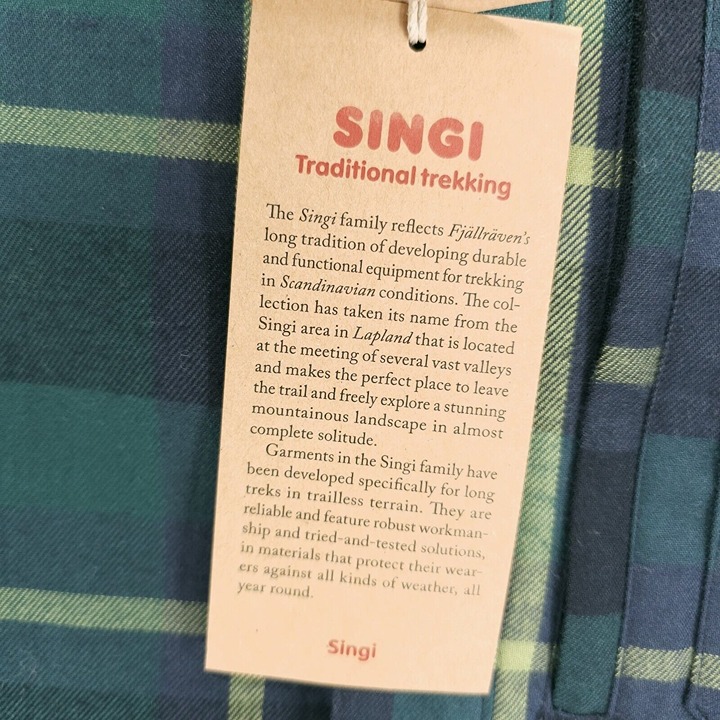 SINGI
Traditional trekking
The Singi family reflects Fjällräven's
long tradition of developing durable
and functional equipment for trekking
in Scandinavian conditions. The col-
lection has taken its name from the
Singi area in Lapland that is located
at the meeting of several vast valleys
and makes the perfect place to leave
the trail and freely explore a stunning
mountainous landscape in almost
complete solitude.
Garments in the Singi family have
been developed specifically for long
treks in trailless terrain. They are
reliable and feature robust workman-
ship and tried-and-tested solutions,
in materials that protect their wear-
ers against all kinds of weather, all
year round.
Singi